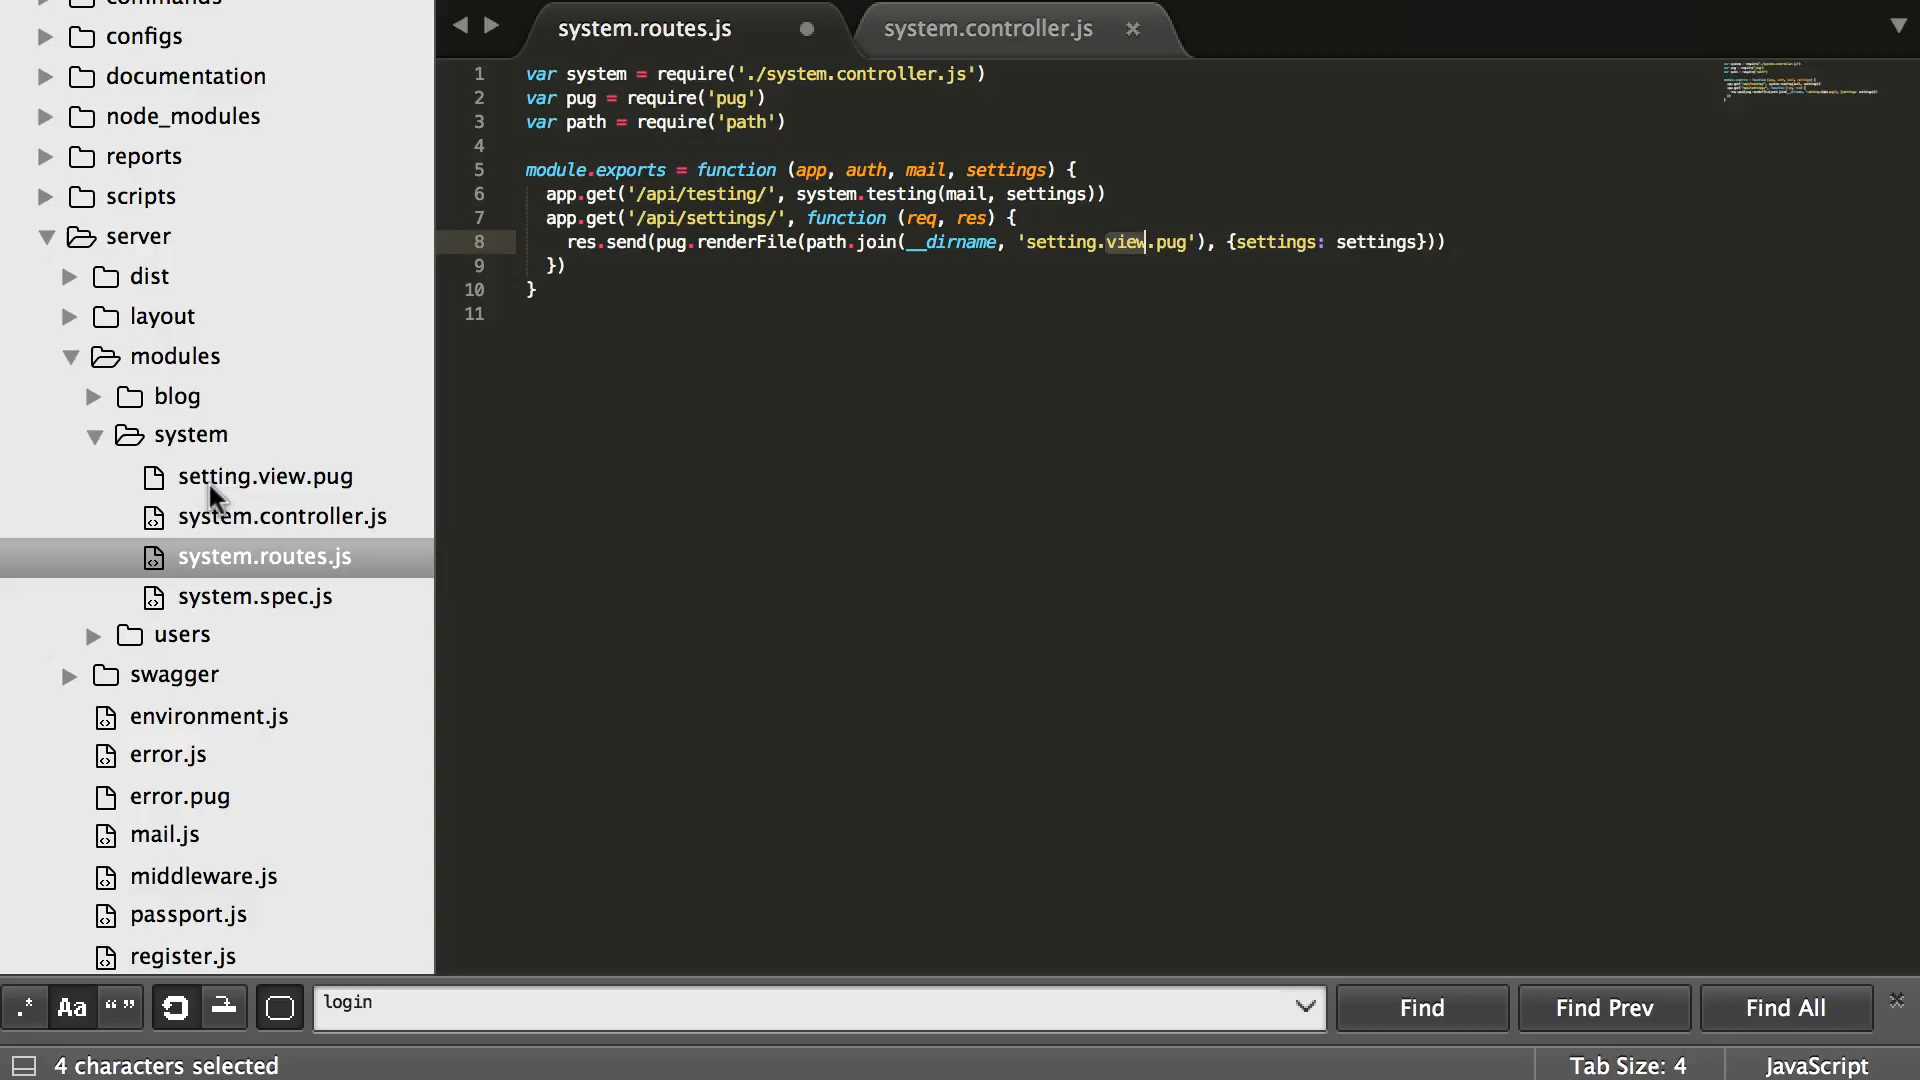 commands
configs
documentation
node_modules
reports
scripts
server
dist
layout
modules
blog
system
setting.view.pug
system.controller.js
system.routes.js
system.spec.js
users
swagger
environment.js
error.js
error.pug
mail.js
middleware.js
passport.js
register.js
system.routes.js
system.controller.js
1 var system = require('./system.controller.js')
2 var pug = require('pug')
3 var path = require('path')
4
5 module.exports = function (app, auth, mail, settings) {
6 app.get('/api/testing/', system.testing(mail, settings))
7 app.get('/api/settings/', function (req, res) {
8 res.send(pug.renderFile(path.join(__dirname, 'setting.view.pug'), {settings: settings}))
9 })
10 }
11
.* Aa “ ” login Find Find Prev Find All
4 characters selected Tab Size: 4 JavaScript